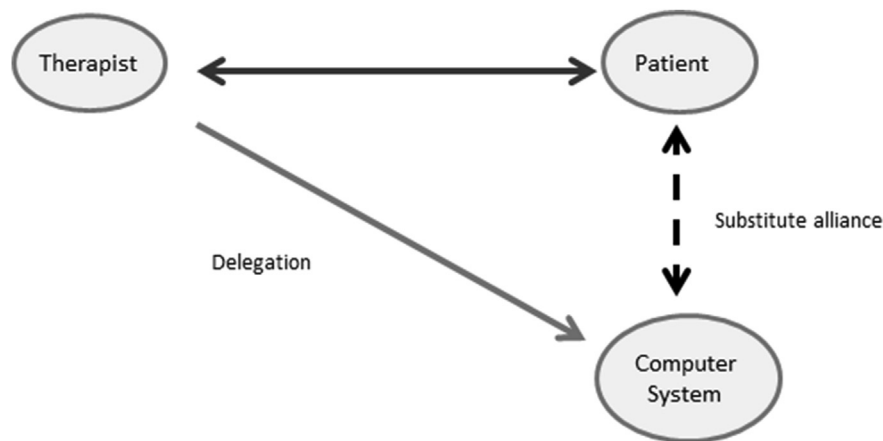 Therapist
Patient
Substitute alliance
Delegation
Computer
System